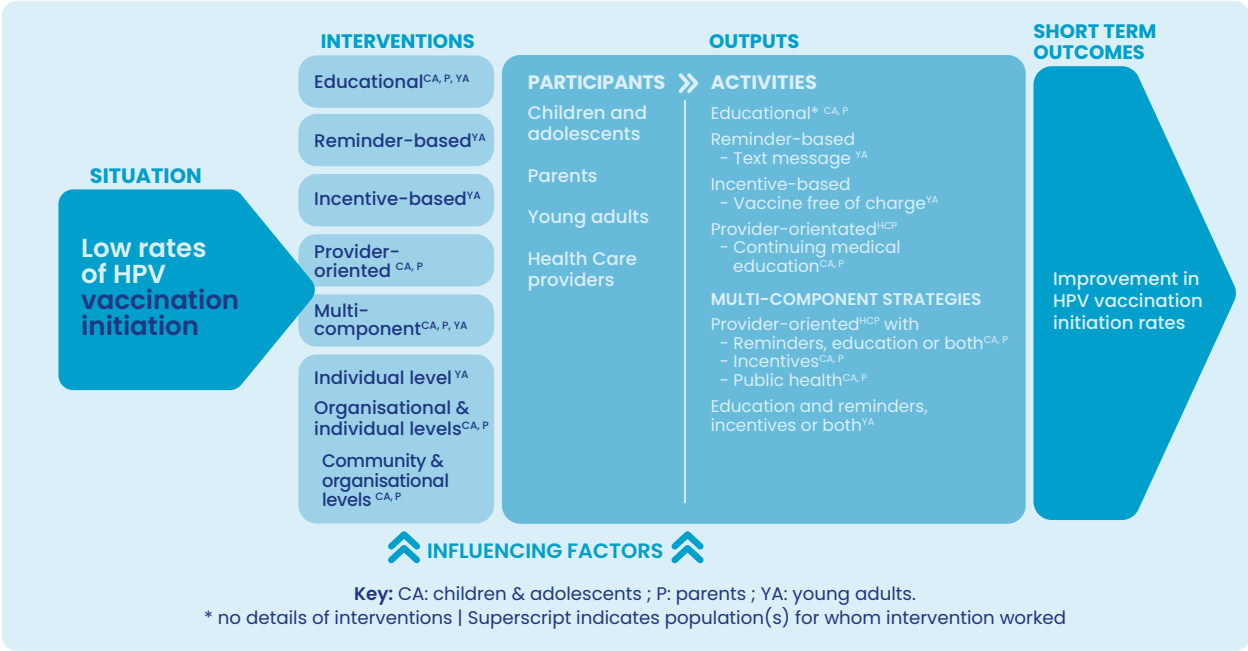 SITUATION
Low rates
of HPV
vaccination
initiation
INTERVENTIONS
Educational^CA, P, YA
Reminder-based^YA
Incentive-based^YA
Provider-
oriented ^CA, P
Multi-
component^CA, P, YA
Individual level ^YA
Organisational &
individual levels^CA, P
Community &
organisational
levels ^CA, P
OUTPUTS
PARTICIPANTS
Children and
adolescents
Parents
Young adults
Health Care
providers
ACTIVITIES
Educational* ^CA, P
Reminder-based
- Text message ^YA
Incentive-based
- Vaccine free of charge^YA
Provider-orientated^HCP
- Continuing medical
education^CA, P
MULTI-COMPONENT STRATEGIES
Provider-oriented^HCP with
- Reminders, education or both^CA, P
- Incentives^CA, P
- Public health^CA, P
Education and reminders,
incentives or both^YA
SHORT TERM
OUTCOMES
Improvement in
HPV vaccination
initiation rates
INFLUENCING FACTORS
Key: CA: children & adolescents ; P: parents ; YA: young adults.
* no details of interventions | Superscript indicates population(s) for whom intervention worked